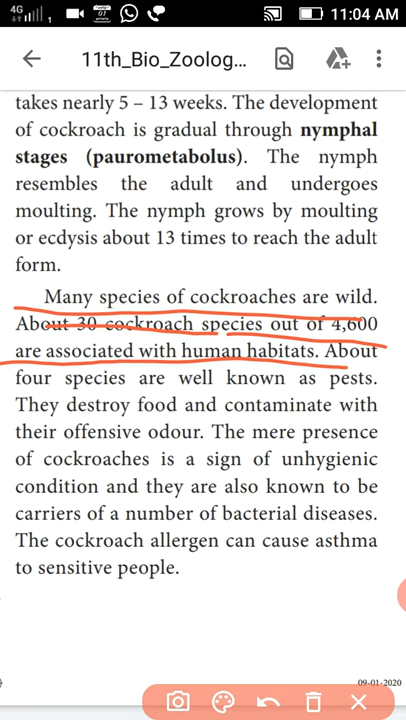 4G
1
11:04 AM
11th_Bio_Zoolog...
takes nearly 5 – 13 weeks. The development
of cockroach is gradual through nymphal
stages (paurometabolus). The nymph
resembles the adult and undergoes
moulting. The nymph grows by moulting
or ecdysis about 13 times to reach the adult
form.
Many species of cockroaches are wild.
About 30 cockroach species out of 4,600
are associated with human habitats. About
four species are well known as pests.
They destroy food and contaminate with
their offensive odour. The mere presence
of cockroaches is a sign of unhygienic
condition and they are also known to be
carriers of a number of bacterial diseases.
The cockroach allergen can cause asthma
to sensitive people.
09-01-2020